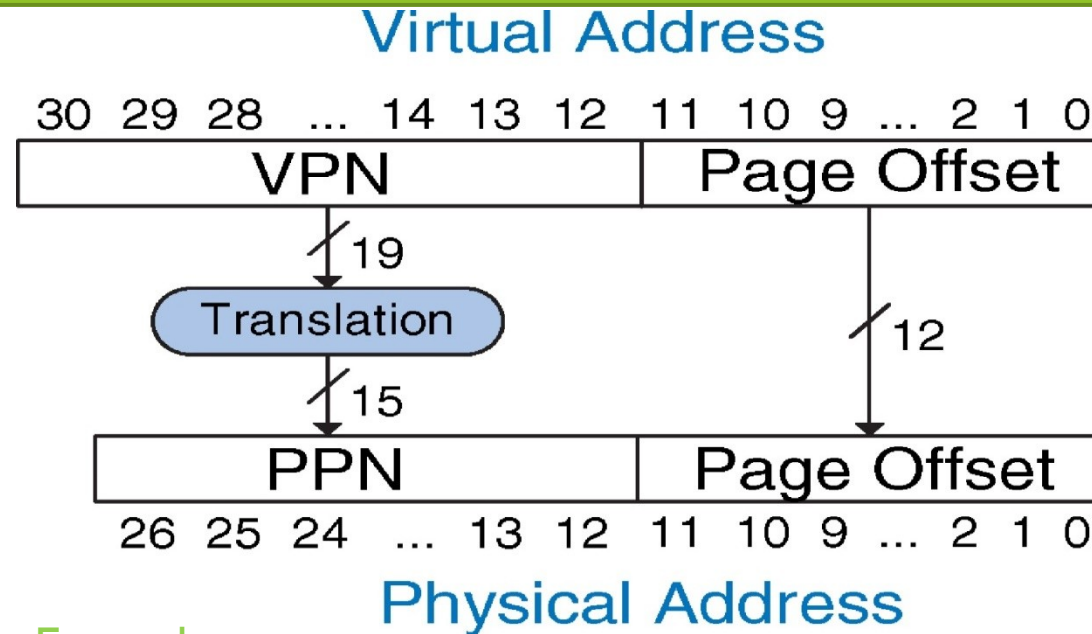 Virtual Address
30 29 28 ... 14 13 12 11 10 9 ... 2 1 0
VPN Page Offset
19
Translation
12
15
PPN Page Offset
26 25 24 ... 13 12 11 10 9 ... 2 1 0
Physical Address